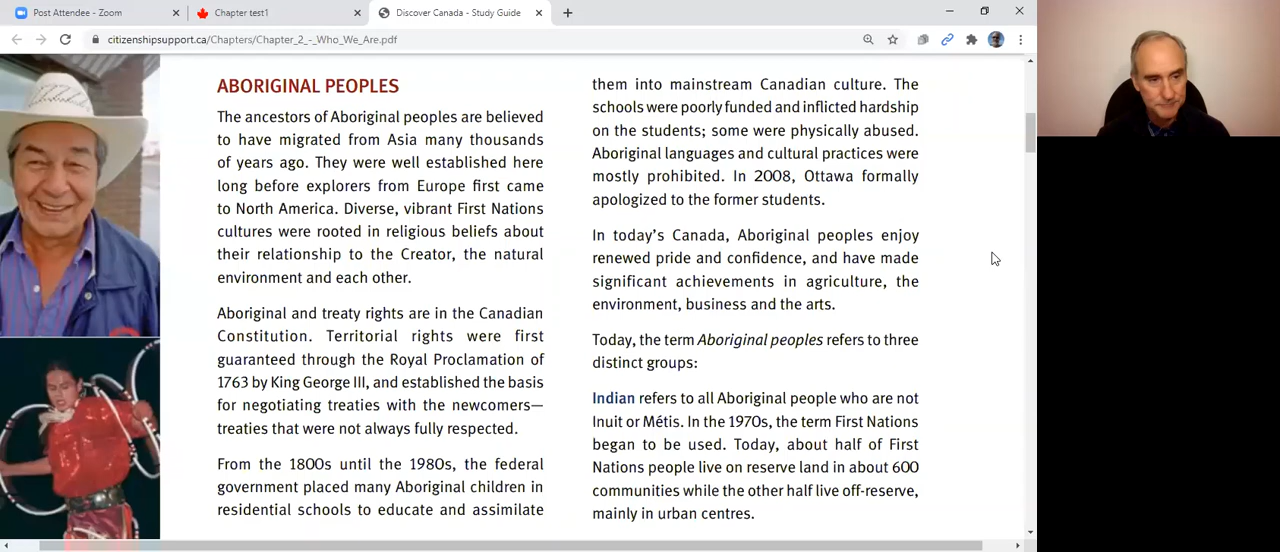 Post Attendee - Zoom
Chapter test1
Discover Canada - Study Guide
citizenshipsupport.ca/Chapters/Chapter_2_-_Who_We_Are.pdf
ABORIGINAL PEOPLES
The ancestors of Aboriginal peoples are believed
to have migrated from Asia many thousands
of years ago. They were well established here
long before explorers from Europe first came
to North America. Diverse, vibrant First Nations
cultures were rooted in religious beliefs about
their relationship to the Creator, the natural
environment and each other.
Aboriginal and treaty rights are in the Canadian
Constitution. Territorial rights were first
guaranteed through the Royal Proclamation of
1763 by King George III, and established the basis
for negotiating treaties with the newcomers—
treaties that were not always fully respected.
From the 1800s until the 1980s, the federal
government placed many Aboriginal children in
residential schools to educate and assimilate
them into mainstream Canadian culture. The
schools were poorly funded and inflicted hardship
on the students; some were physically abused.
Aboriginal languages and cultural practices were
mostly prohibited. In 2008, Ottawa formally
apologized to the former students.
In today's Canada, Aboriginal peoples enjoy
renewed pride and confidence, and have made
significant achievements in agriculture, the
environment, business and the arts.
Today, the term Aboriginal peoples refers to three
distinct groups:
Indian refers to all Aboriginal people who are not
Inuit or Métis. In the 1970s, the term First Nations
began to be used. Today, about half of First
Nations people live on reserve land in about 600
communities while the other half live off-reserve,
mainly in urban centres.